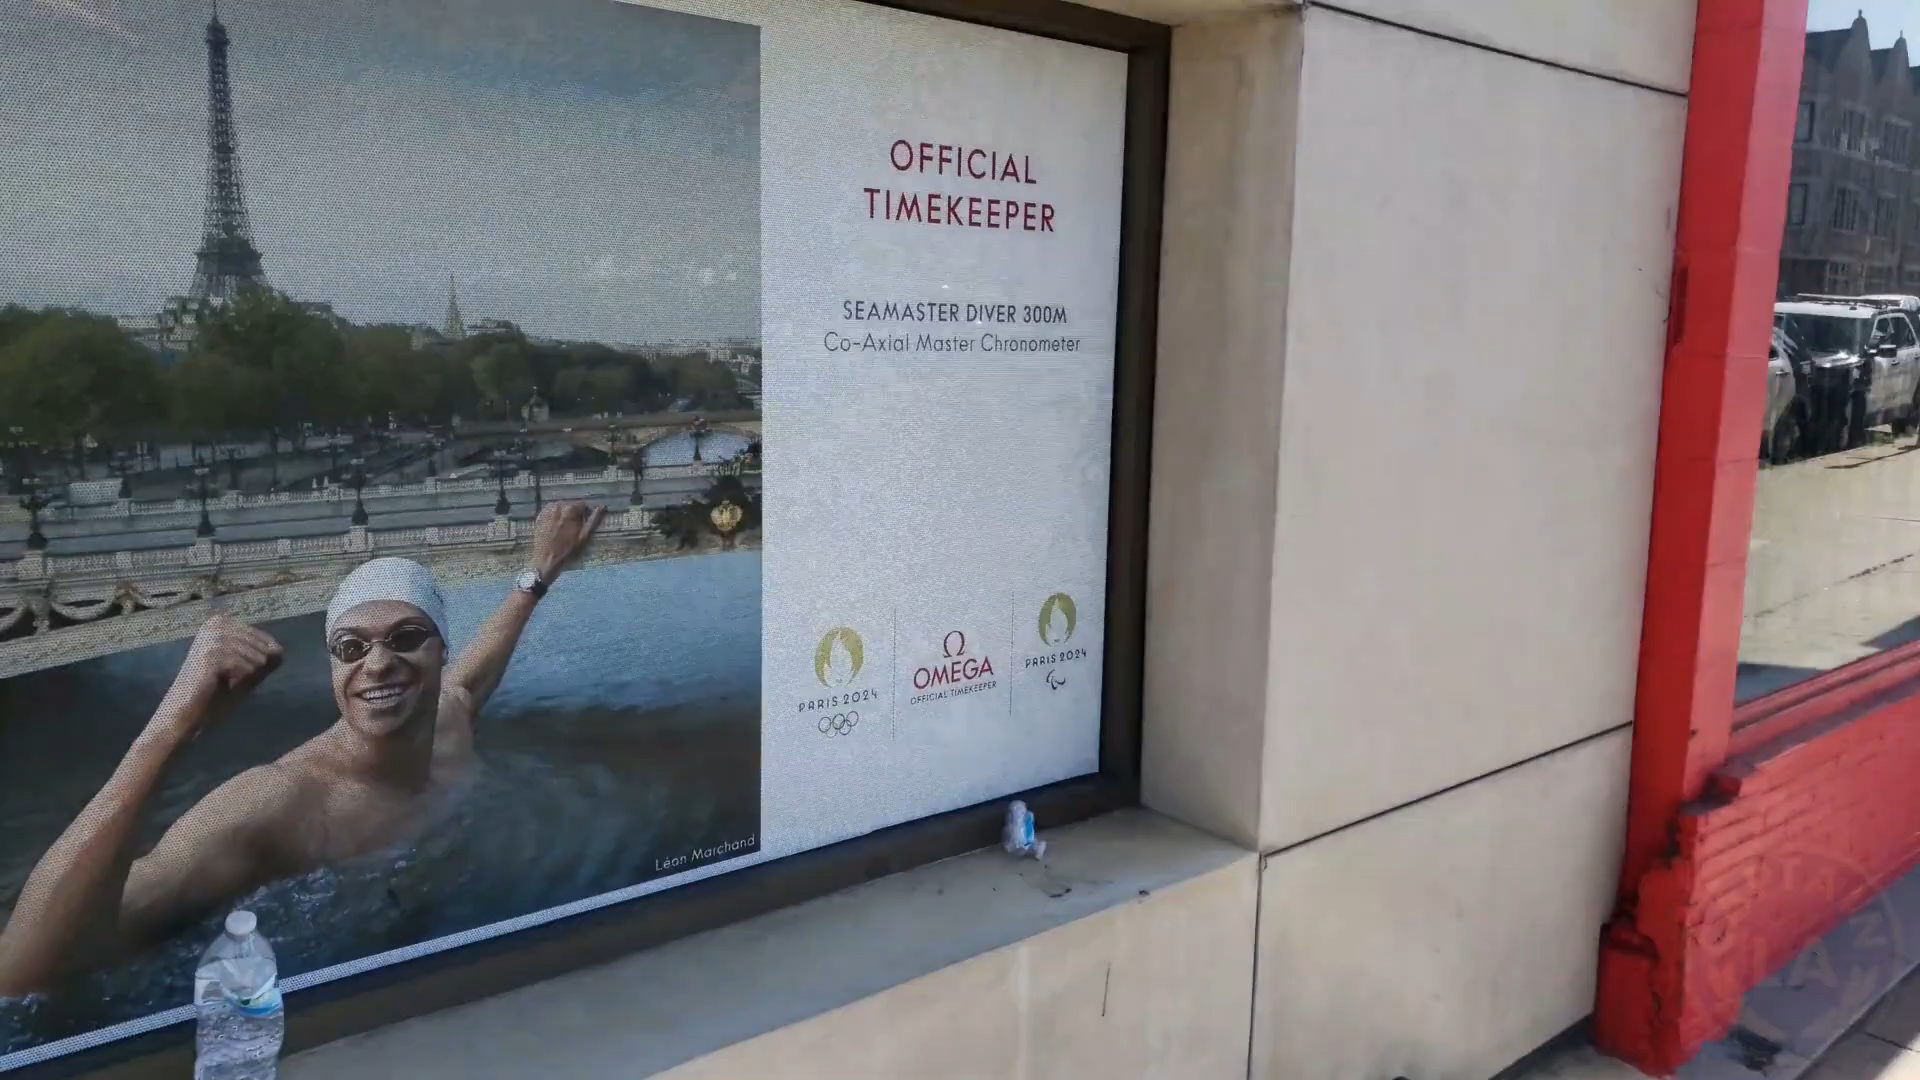 OFFICIAL
TIMEKEEPER
SEAMASTER DIVER 300M
Co-Axial Master Chronometer
PARIS 2024
Ω
OMEGA
OFFICIAL TIMEKEEPER
PARIS 2024
Léon Marchand